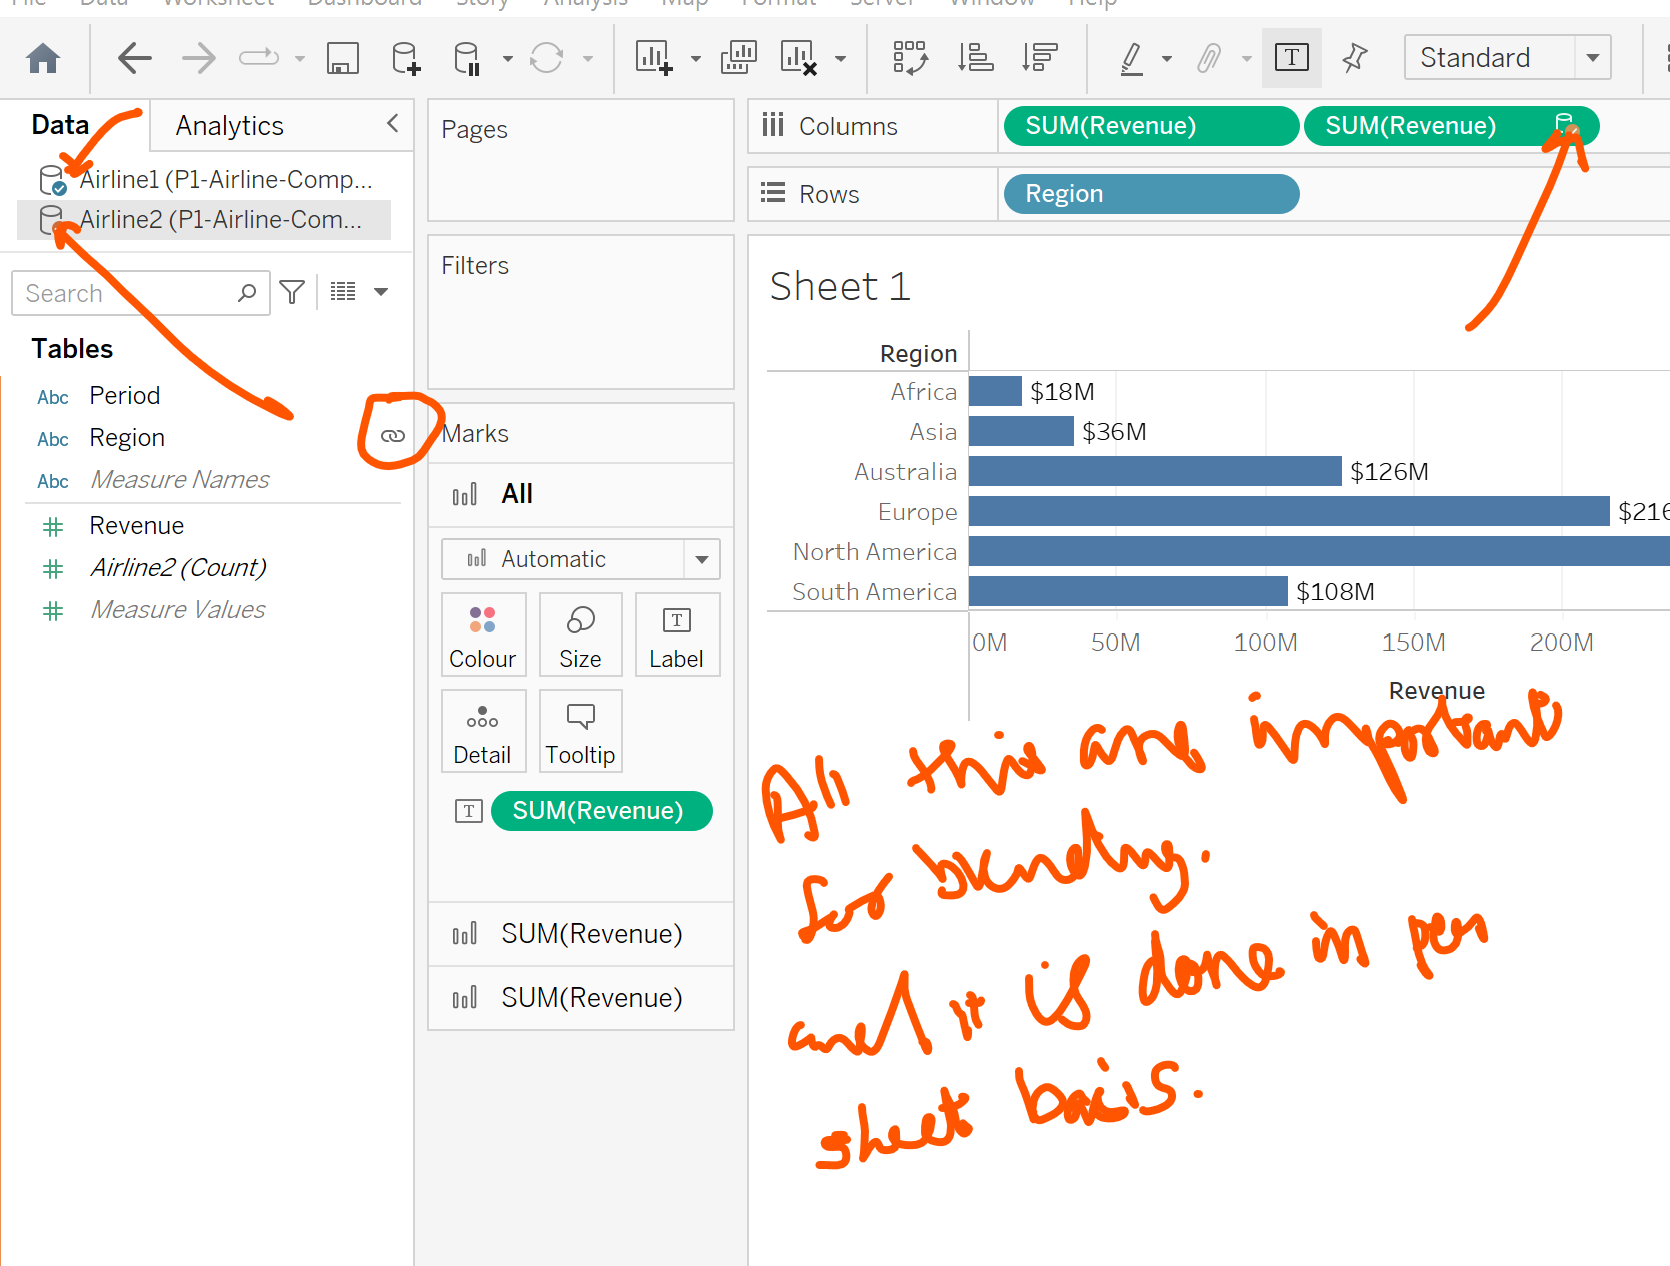 File Data Worksheet Dashboard Story Analysis Map Format Server Window Help
Standard
Data Analytics
Airline1 (P1-Airline-Comp...
Airline2 (P1-Airline-Com...
Search
Tables
Abc Period
Abc Region
Abc Measure Names
# Revenue
# Airline2 (Count)
# Measure Values
Pages
Filters
Marks
All
Automatic
Colour Size T Label
Detail Tooltip
T SUM(Revenue)
SUM(Revenue)
SUM(Revenue)
Columns SUM(Revenue) SUM(Revenue)
Rows Region
Sheet 1
Region
Africa $18M
Asia $36M
Australia $126M
Europe $216
North America
South America $108M
0M 50M 100M 150M 200M
Revenue
All this are important
for blending.
and it is done in per
sheet basis.